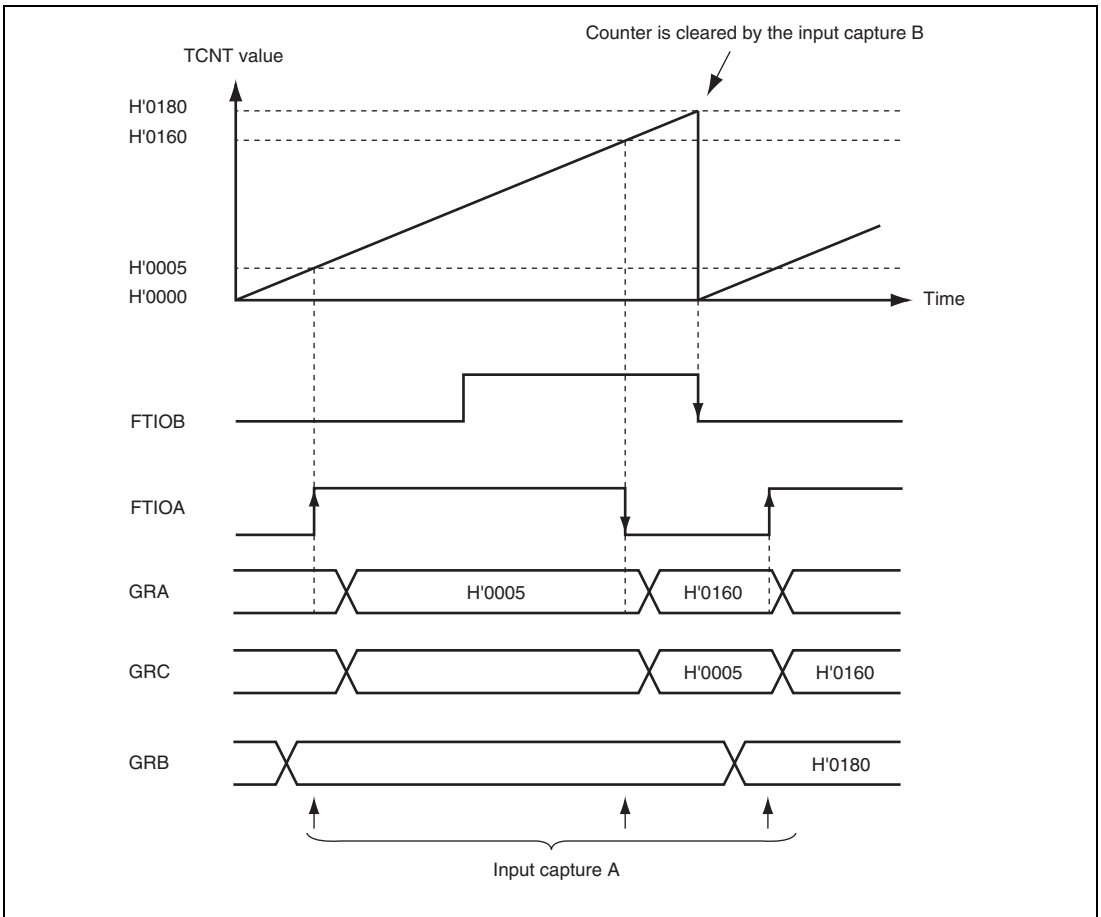 Counter is cleared by the input capture B
TCNT value
H'0180
H'0160
H'0005
H'0000
Time
FTIOB
FTIOA
GRA
H'0005
H'0160
GRC
H'0005
H'0160
GRB
H'0180
Input capture A